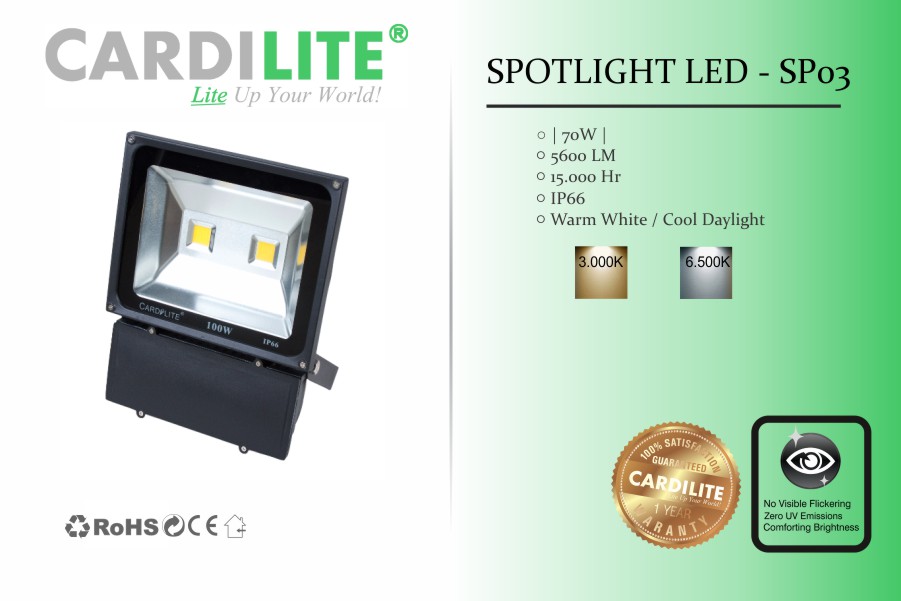 CARDILITE®
Lite Up Your World!
SPOTLIGHT LED - SP03
| 70W |
5600 LM
15.000 Hr
IP66
Warm White / Cool Daylight
3.000K
6.500K
CARDILITE®
100W
IP66
100% SATISFACTION
GUARANTEED
CARDILITE
Up Your World!
1 YEAR
WARANTY
No Visible Flickering
Zero UV Emissions
Comforting Brightness
RoHS CE